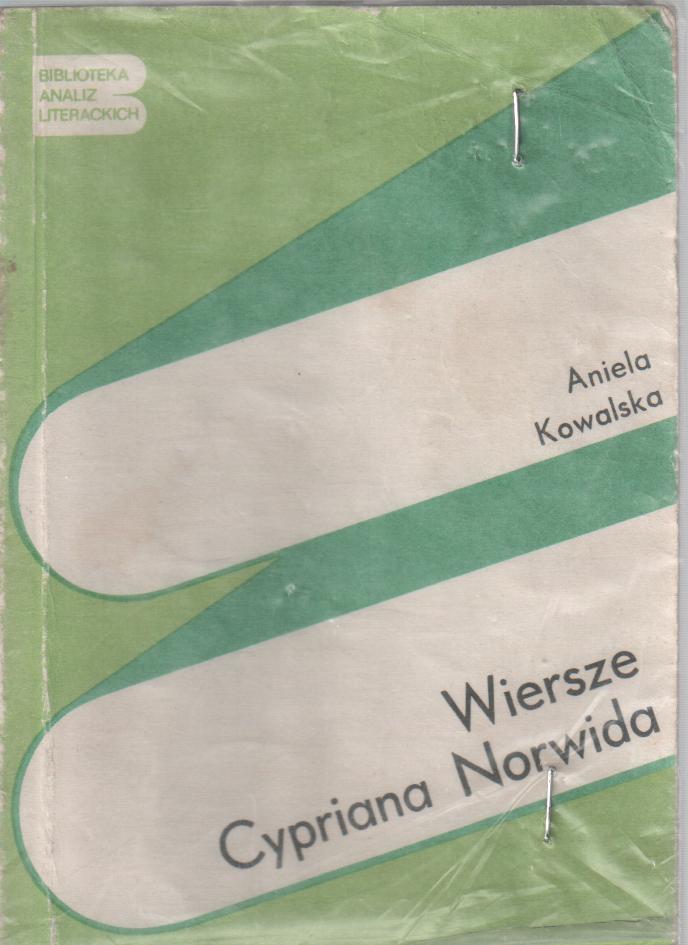 BIBLIOTEKA
ANALIZ
LITERACKICH
Aniela
Kowalska
Wiersze
Cypriana Norwida